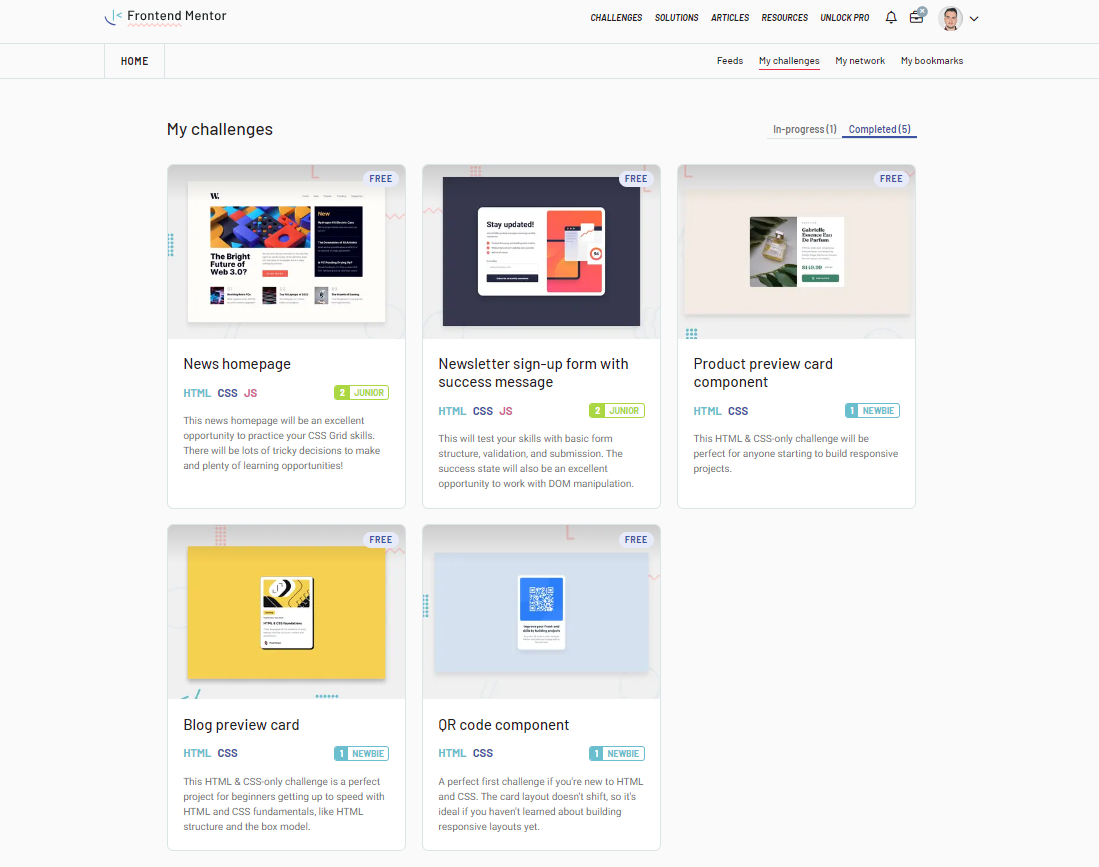 Frontend Mentor
CHALLENGES SOLUTIONS ARTICLES RESOURCES UNLOCK PRO
HOME
Feeds My challenges My network My bookmarks
My challenges
In-progress (1) Completed (5)
FREE
W.
New
The Bright
Future of
Web 3.0?
News homepage
HTML CSS JS
2 JUNIOR
This news homepage will be an excellent
opportunity to practice your CSS Grid skills.
There will be lots of tricky decisions to make
and plenty of learning opportunities!
FREE
Stay updated!
Newsletter sign-up form with
success message
HTML CSS JS
2 JUNIOR
This will test your skills with basic form
structure, validation, and submission. The
success state will also be an excellent
opportunity to work with DOM manipulation.
FREE
Gabrielle
Essence Eau
De Parfum
$149.99
Product preview card
component
HTML CSS
1 NEWBIE
This HTML & CSS-only challenge will be
perfect for anyone starting to build responsive
projects.
FREE
HTML & CSS foundations
Blog preview card
HTML CSS
1 NEWBIE
This HTML & CSS-only challenge is a perfect
project for beginners getting up to speed with
HTML and CSS fundamentals, like HTML
structure and the box model.
FREE
Improve your front-end
skills by building projects
QR code component
HTML CSS
1 NEWBIE
A perfect first challenge if you're new to HTML
and CSS. The card layout doesn't shift, so it's
ideal if you haven't learned about building
responsive layouts yet.